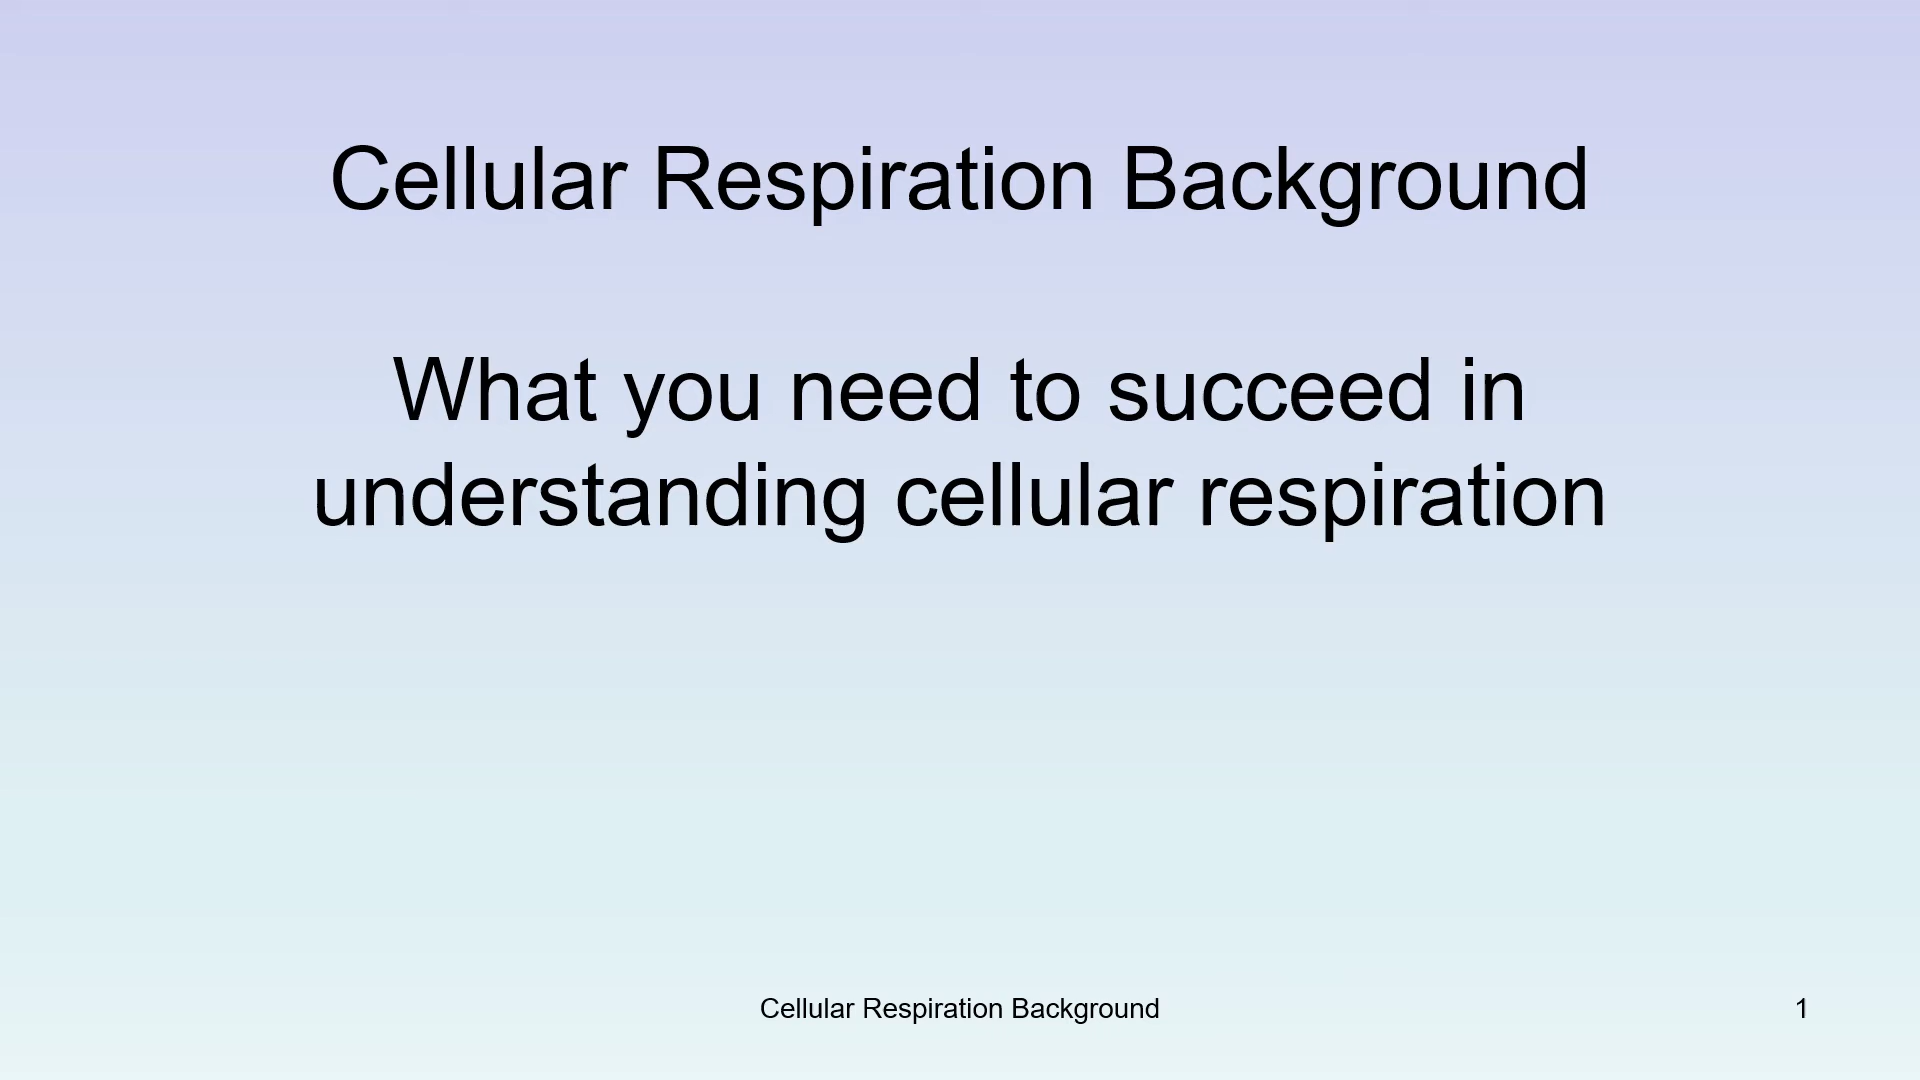 Cellular Respiration Background
What you need to succeed in
understanding cellular respiration
Cellular Respiration Background
1